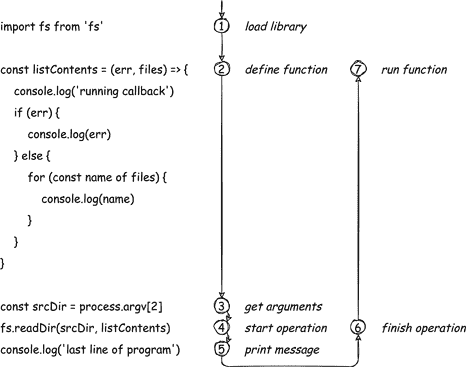 import fs from 'fs'
1 load library
const listContents = (err, files) => {
2 define function
7 run function
console.log('running callback')
if (err) {
console.log(err)
} else {
for (const name of files) {
console.log(name)
}
}
}
const srcDir = process.argv[2]
3 get arguments
fs.readDir(srcDir, listContents)
4 start operation
6 finish operation
console.log('last line of program')
5 print message